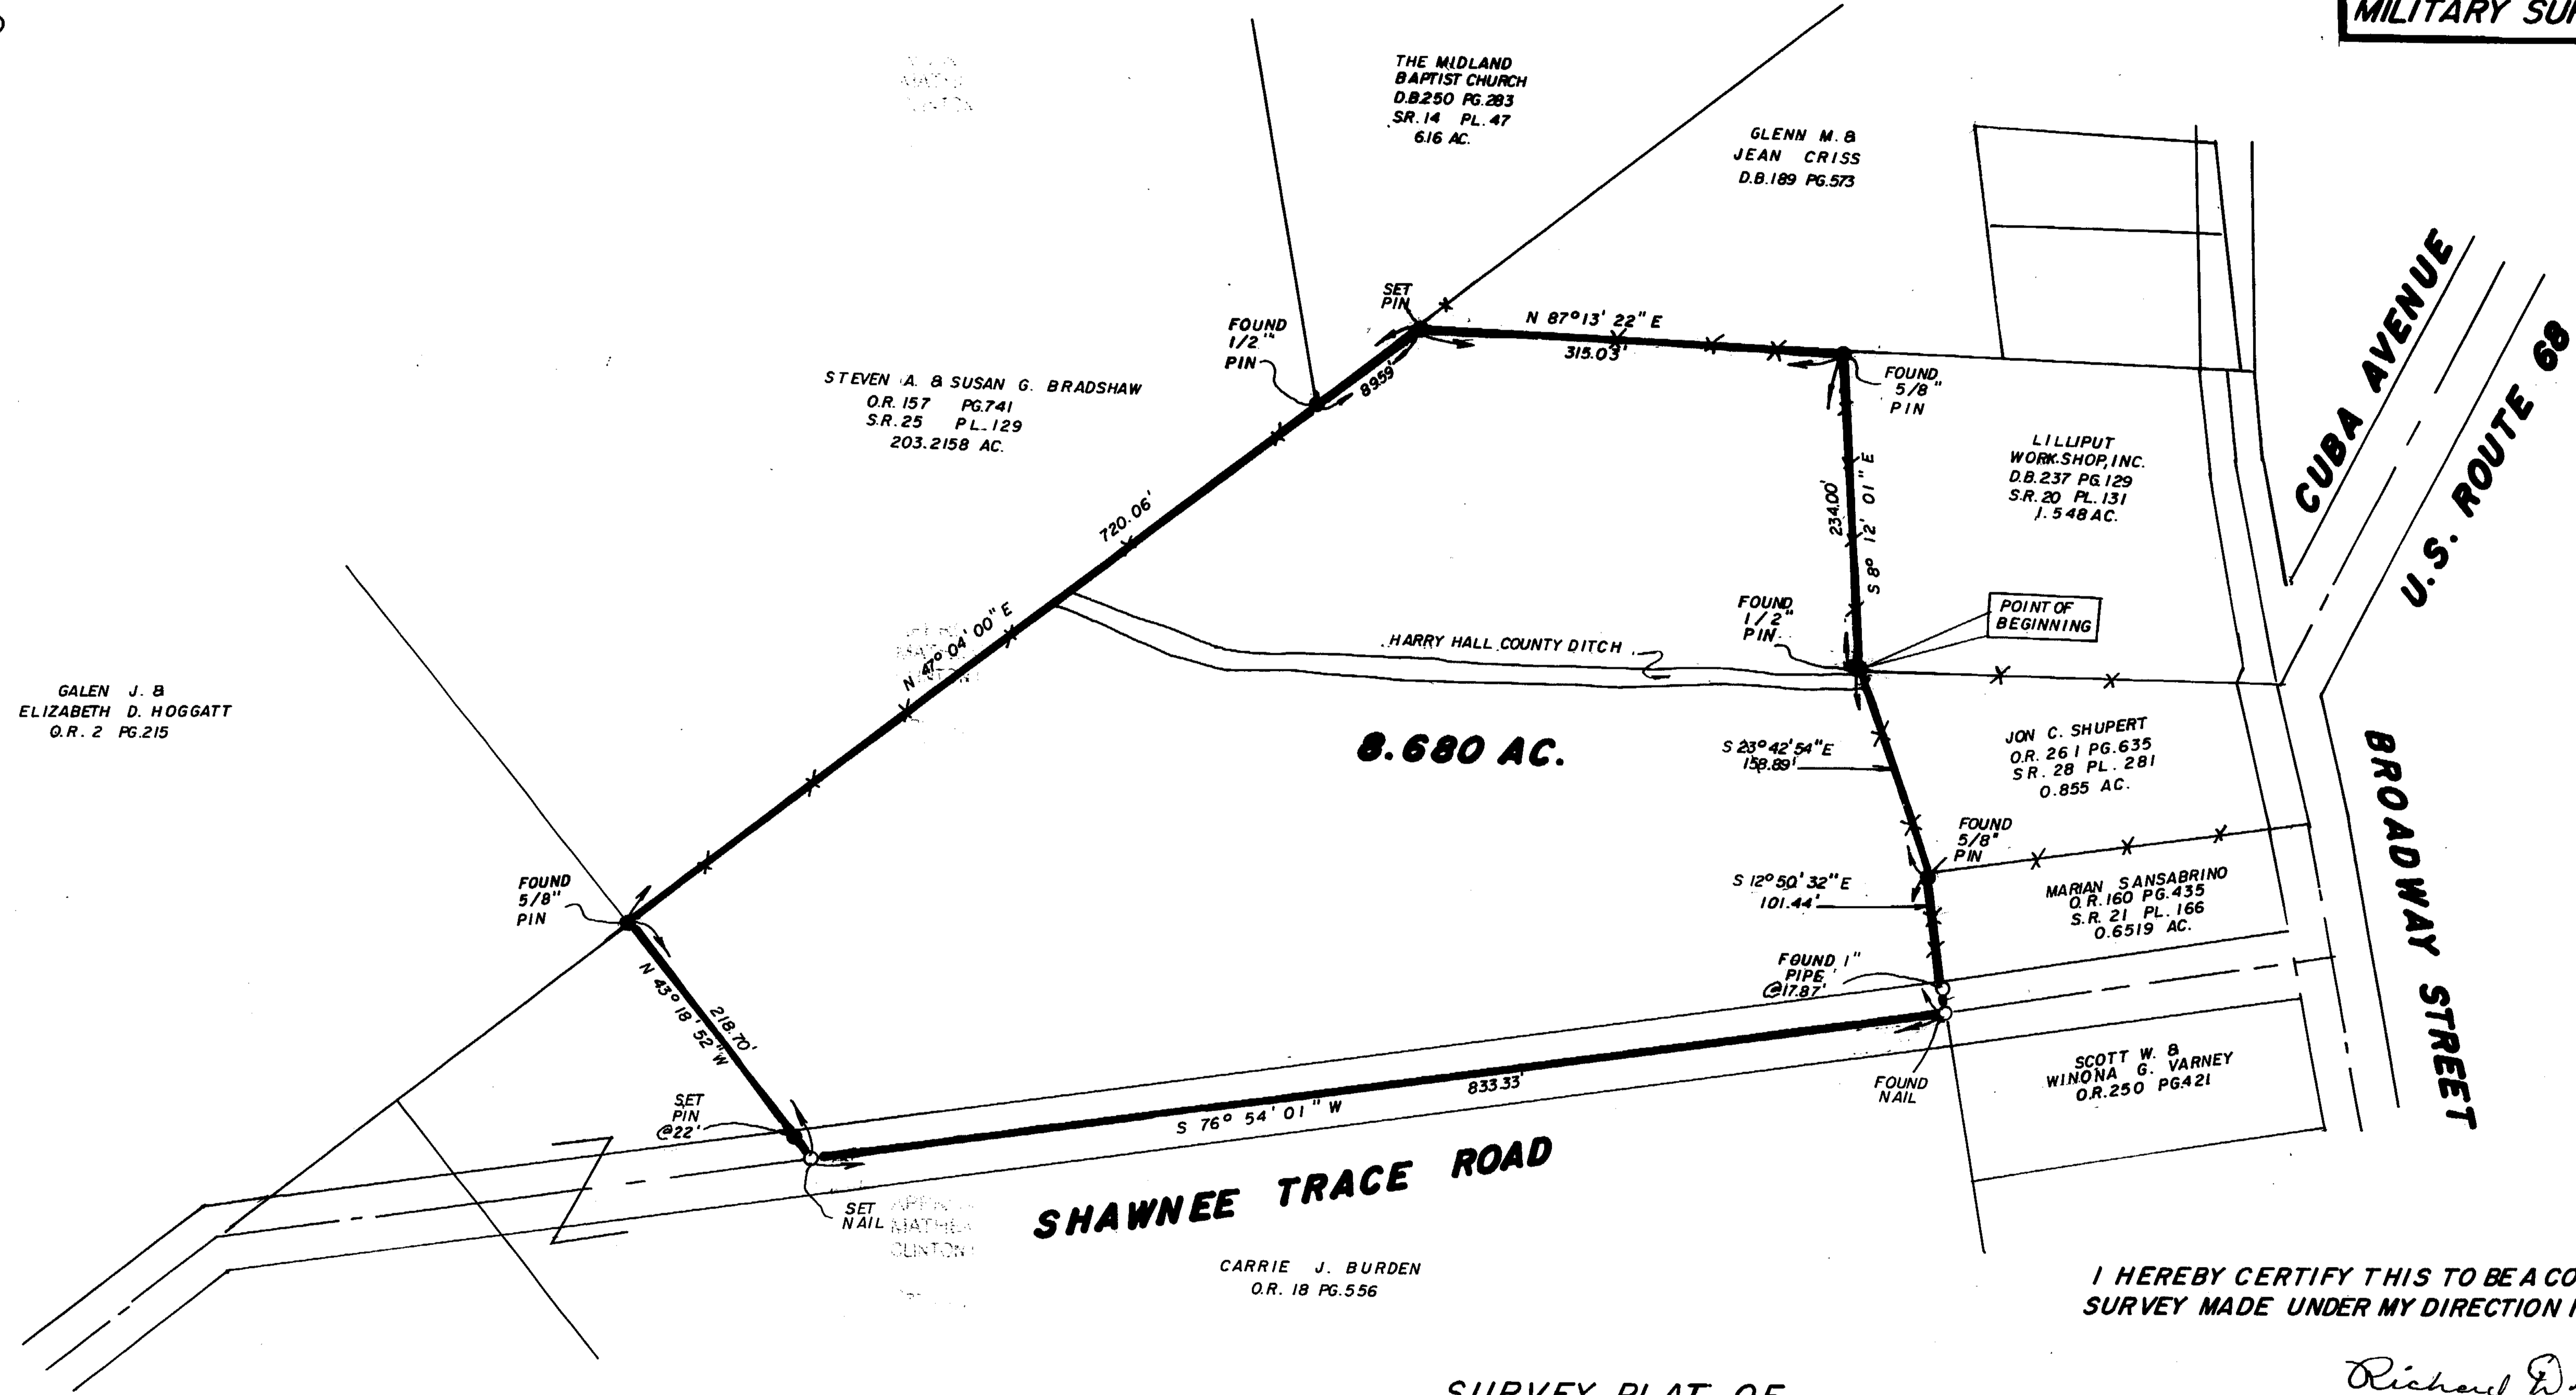 MILITARY
THE MIDLAND
BAPTIST CHURCH
D.B.250 PG.283
SR.14 PL.47
6.16 AC.
GLENN M. &
JEAN CRISS
D.B.189 PG.573
CUBA AVENUE
U.S. ROUTE 68
SET
PIN
N 87°13' 22" E
315.03'
FOUND
1/2"
PIN
89.59'
FOUND
5/8"
PIN
STEVEN A. & SUSAN G. BRADSHAW
O.R. 157 PG.741
S.R.25 PL.129
203.2158 AC.
LILLIPUT
WORKSHOP, INC.
D.B.237 PG.129
S.R.20 PL.131
1.548 AC.
720.06'
234.00'
S 8° 12' 01" E
N 47° 04' 00" E
FOUND
1/2"
PIN
POINT OF
BEGINNING
HARRY HALL COUNTY DITCH
GALEN J. &
ELIZABETH D. HOGGATT
O.R. 2 PG.215
8.680 AC.
S 23°42'54"E
158.89'
JON C. SHUPERT
O.R. 261 PG.635
S R. 28 PL. 281
0.855 AC.
BROADWAY STREET
FOUND
5/8"
PIN
S 12°50'32"E
101.44'
MARIAN SANSABRINO
O.R.160 PG.435
S.R. 21 PL.166
0.6519 AC.
FOUND
5/8"
PIN
FOUND 1"
PIPE
@17.87'
N 43° 18' 52" W
218.70'
SET
PIN
@22'
833.33'
S 76° 54' 01" W
FOUND
NAIL
SCOTT W. &
WINONA G. VARNEY
O.R.250 PG.421
SET
NAIL
MATHE
CLINTON
SHAWNEE TRACE ROAD
CARRIE J. BURDEN
O.R. 18 PG.556
I HEREBY CERTIFY THIS TO BE A CO
SURVEY MADE UNDER MY DIRECTION I
Richard D.
SURVEY PLAT OF